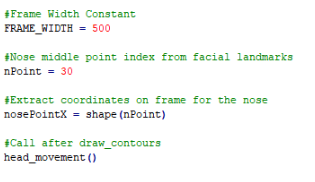 #Frame Width Constant
FRAME_WIDTH = 500
#Nose middle point index from facial landmarks
nPoint = 30
#Extract coordinates on frame for the nose
nosePointX = shape(nPoint)
#Call after draw_contours
head_movement()